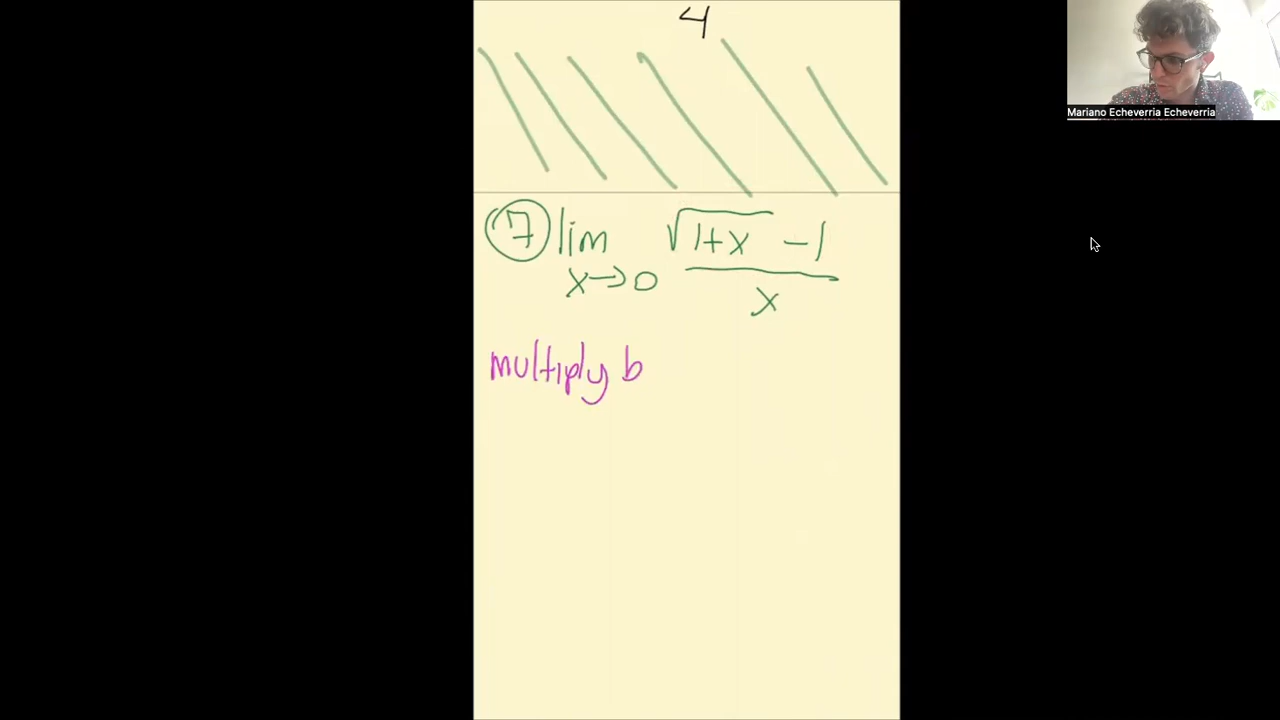 4
Mariano Echeverria Echeverria
7 lim x→0 (√(1+x) - 1) / x
multiply b